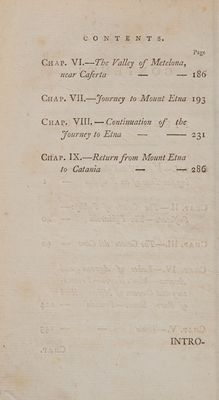 CONTENTS.
Page
CHAP. VI.—The Valley of Metelona,
near Caserta — — 186
CHAP. VII.—Journey to Mount Etna 193
CHAP. VIII.—Continuation of the
Journey to Etna — — 231
CHAP. IX.—Return from Mount Etna
to Catania — — 286
INTRO-